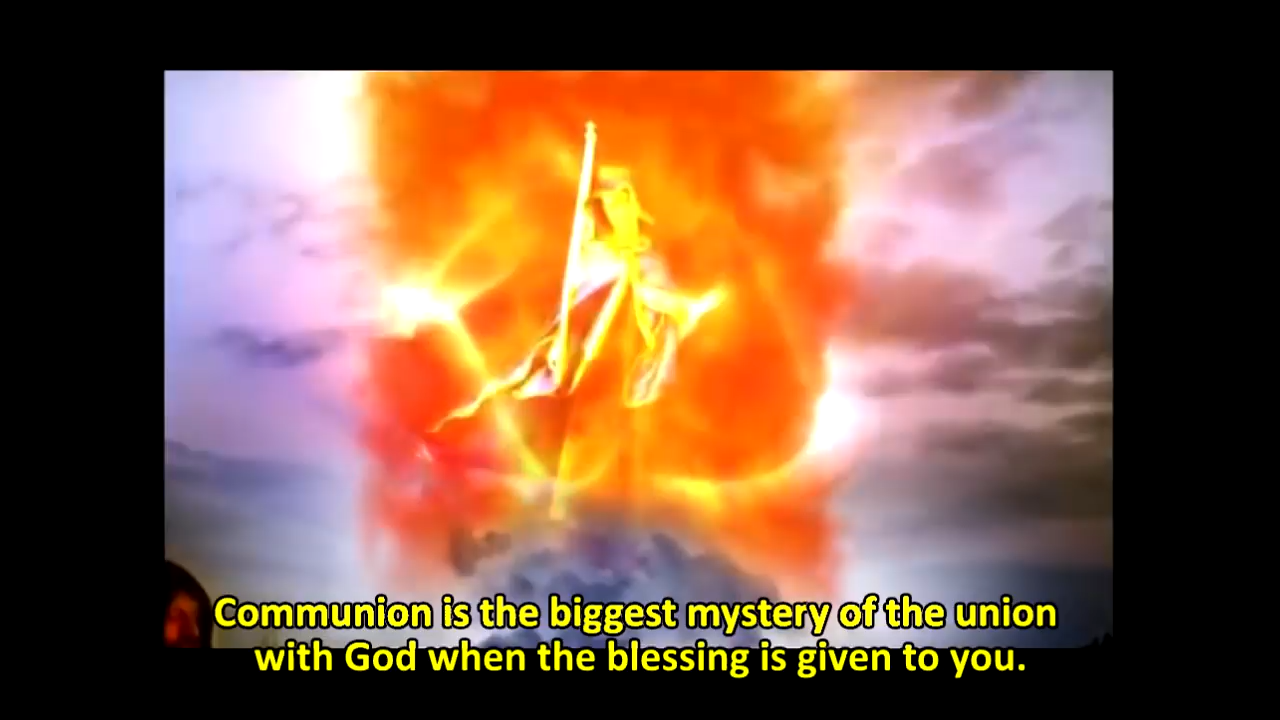 Communion is the biggest mystery of the union
with God when the blessing is given to you.